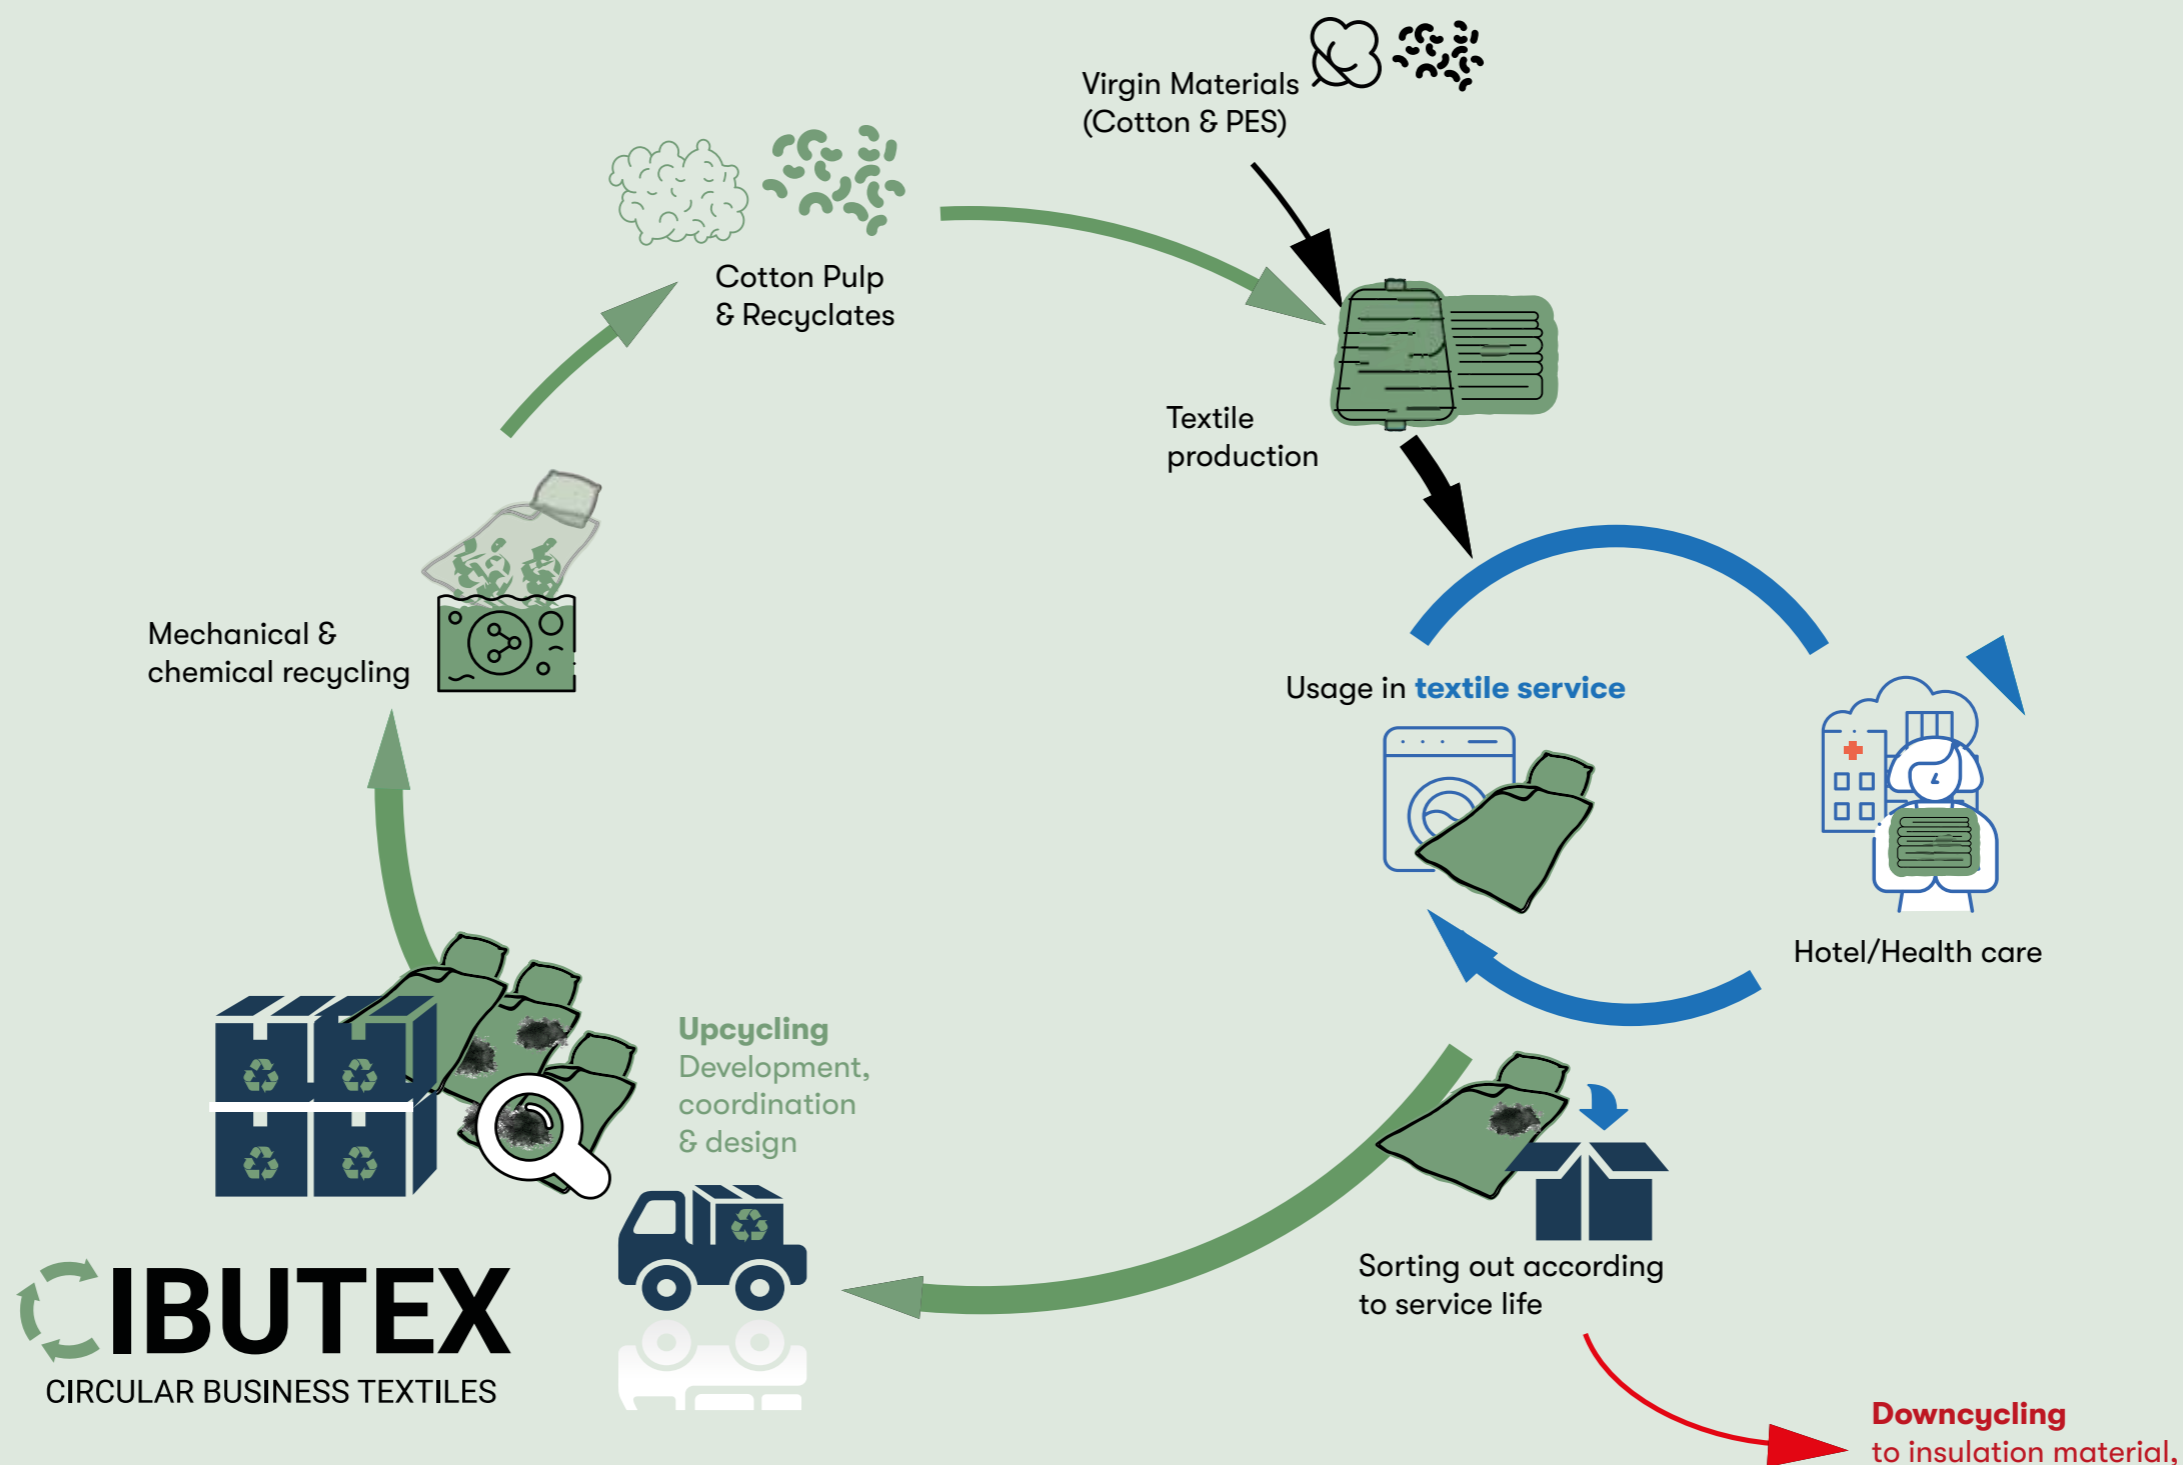 Virgin Materials
(Cotton & PES)
Cotton Pulp
& Recyclates
Textile
production
Mechanical &
chemical recycling
Usage in textile service
Hotel/Health care
Upcycling
Development,
coordination
& design
Sorting out according
to service life
CIBUTEX
CIRCULAR BUSINESS TEXTILES
Downcycling
to insulation material,